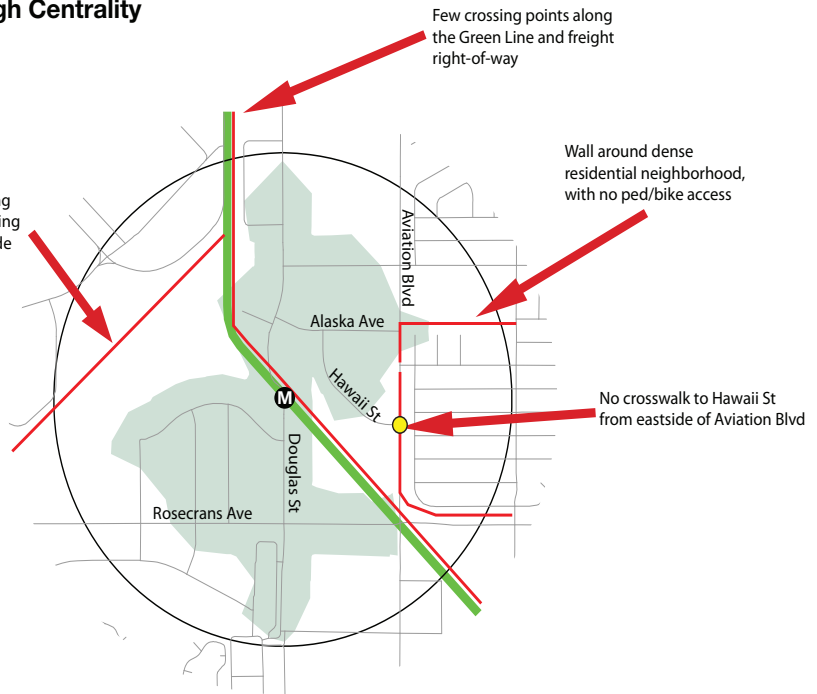 gh Centrality
Few crossing points along
the Green Line and freight
right-of-way
Wall around dense
residential neighborhood,
with no ped/bike access
g
ing
de
Aviation Blvd
Alaska Ave
Hawaii St
M
No crosswalk to Hawaii St
from eastside of Aviation Blvd
Douglas St
Rosecrans Ave